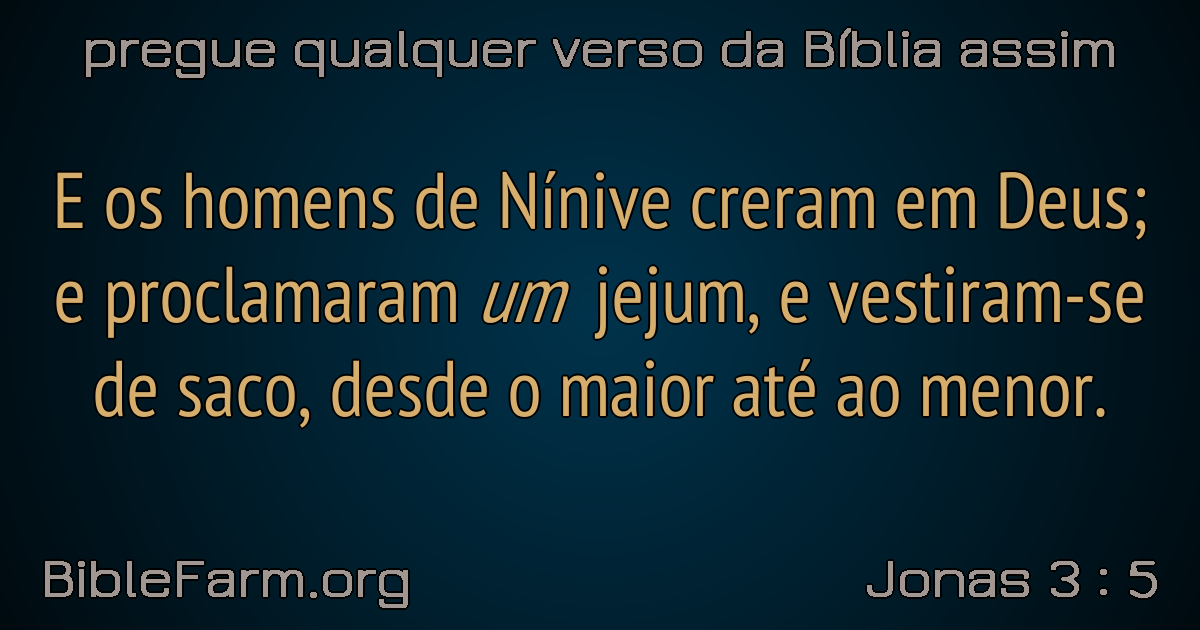 pregue qualquer verso da Bíblia assim
E os homens de Nínive creram em Deus;
e proclamaram um jejum, e vestiram-se
de saco, desde o maior até ao menor.
BibleFarm.org
Jonas 3 : 5